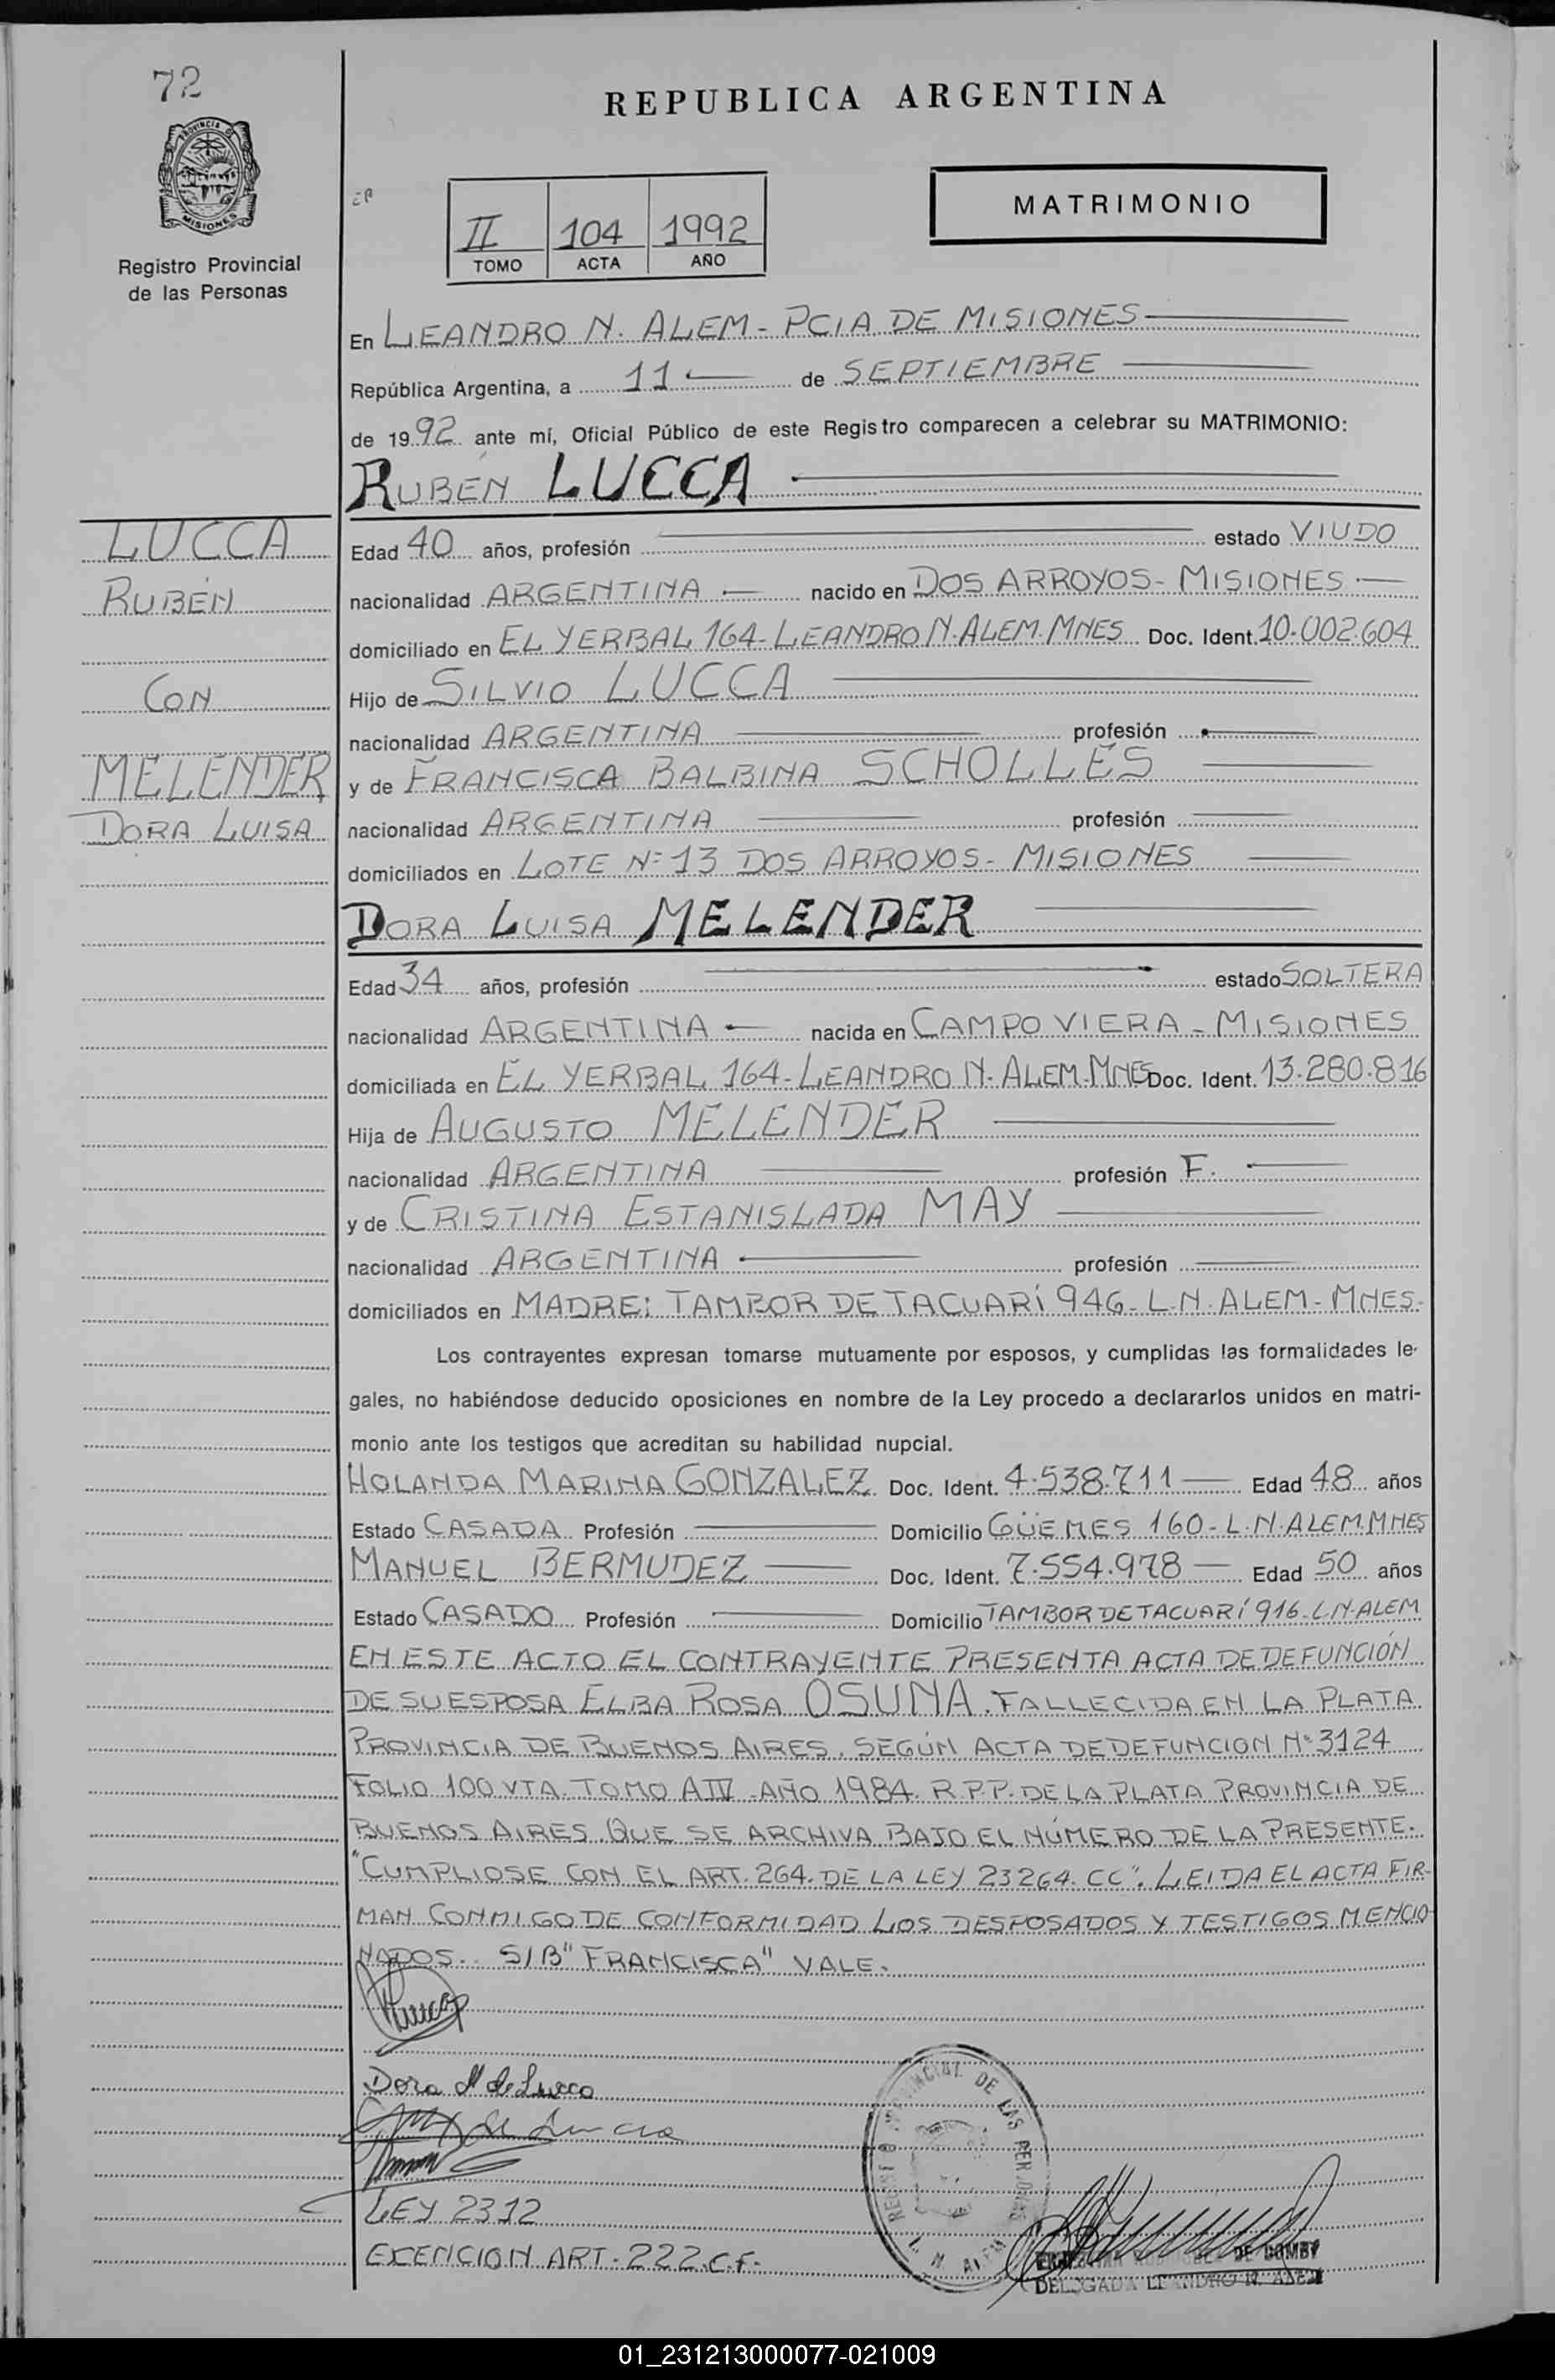 72
PROVINCIA DE
MISIONES
Registro Provincial
de las Personas
REPUBLICA ARGENTINA
II 104 1992
TOMO ACTA AÑO
MATRIMONIO
En LEANDRO N. ALEM - PCIA DE MISIONES
República Argentina, a 11 de SEPTIEMBRE
de 1992 ante mí, Oficial Público de este Registro comparecen a celebrar su MATRIMONIO:
RUBÉN LUCCA
LUCCA
RUBÉN
CON
MELENDER
DORA LUISA
Edad 40 años, profesión estado VIUDO
nacionalidad ARGENTINA nacido en DOS ARROYOS - MISIONES
domiciliado en EL YERBAL 164 - LEANDRO N. ALEM. MNES Doc. Ident. 10.002.604
Hijo de SILVIO LUCCA
nacionalidad ARGENTINA profesión
y de FRANCISCA BALBINA SCHOLLES
nacionalidad ARGENTINA profesión
domiciliados en LOTE Nº 13 DOS ARROYOS - MISIONES
DORA LUISA MELENDER
Edad 34 años, profesión estado SOLTERA
nacionalidad ARGENTINA nacida en CAMPO VIERA - MISIONES
domiciliada en EL YERBAL 164 - LEANDRO N. ALEM - MNES Doc. Ident. 13.280.816
Hija de AUGUSTO MELENDER
nacionalidad ARGENTINA profesión F.
y de CRISTINA ESTANISLADA MAY
nacionalidad ARGENTINA profesión
domiciliados en MADRE: TAMBOR DE TACUARÍ 946 - L.N. ALEM - MNES.
Los contrayentes expresan tomarse mutuamente por esposos, y cumplidas las formalidades le-
gales, no habiéndose deducido oposiciones en nombre de la Ley procedo a declararlos unidos en matri-
monio ante los testigos que acreditan su habilidad nupcial.
HOLANDA MARINA GONZALEZ Doc. Ident. 4.538.711 Edad 48 años
Estado CASADA Profesión Domicilio GÜEMES 160 - L.N. ALEM. MNES
MANUEL BERMUDEZ Doc. Ident. 7.554.978 Edad 50 años
Estado CASADO Profesión Domicilio TAMBOR DE TACUARÍ 916 - L.N. ALEM
EN ESTE ACTO EL CONTRAYENTE PRESENTA ACTA DE DEFUNCIÓN
DE SU ESPOSA ELBA ROSA OSUNA. FALLECIDA EN LA PLATA
PROVINCIA DE BUENOS AIRES, SEGÚN ACTA DE DEFUNCION Nº 3124
FOLIO 100 VTA. TOMO A IV - AÑO 1984. R.P.P. DE LA PLATA PROVINCIA DE
BUENOS AIRES. QUE SE ARCHIVA BAJO EL NÚMERO DE LA PRESENTE.
"CUMPLIOSE CON EL ART. 264. DE LA LEY 23264. CC". LEIDA EL ACTA FIR-
MAN CONMIGO DE CONFORMIDAD LOS DESPOSADOS Y TESTIGOS MENCIO-
NADOS. S/B "FRANCISCA" VALE.
Dora M de Lucca
LEY 2312
EXENCION ART. 222. C.F.
REGISTRO PROVINCIAL DE LAS PERSONAS
L. N. ALEM
DE GOMBY
DELEGADA LEANDRO N. ALEM
01_231213000077-021009